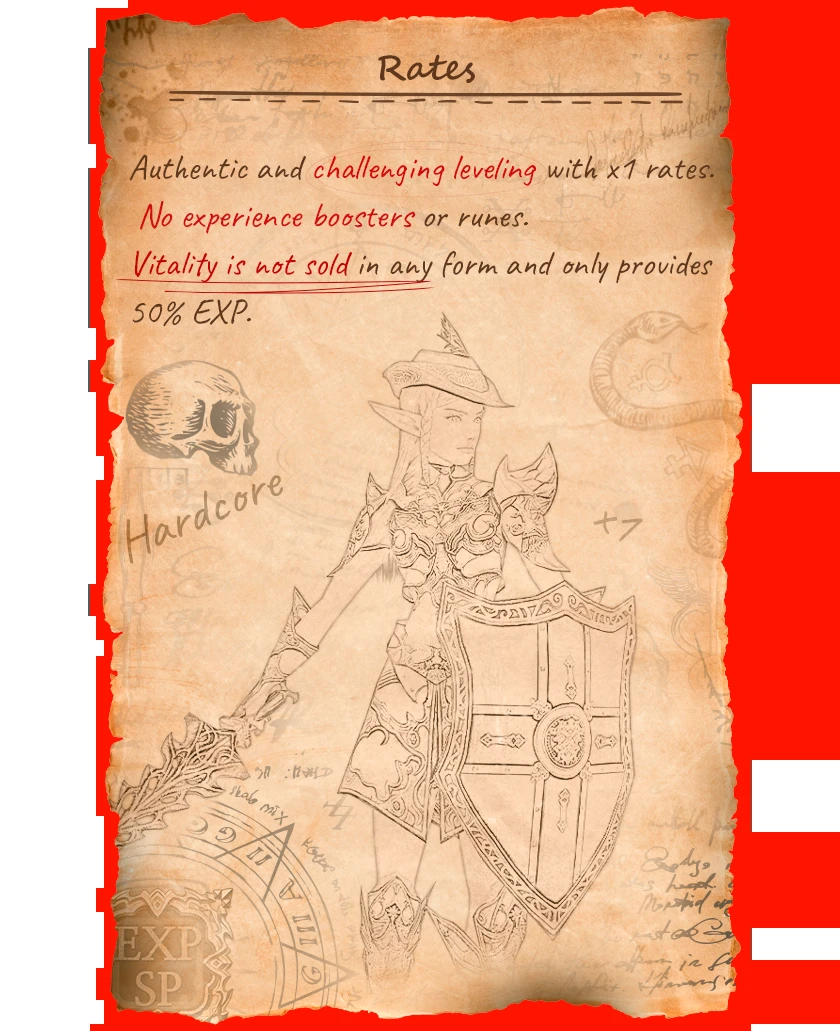 Rates
Authentic and challenging leveling with x1 rates.
No experience boosters or runes.
Vitality is not sold in any form and only provides
50% EXP.
Hardcore
+7
EXP
SP